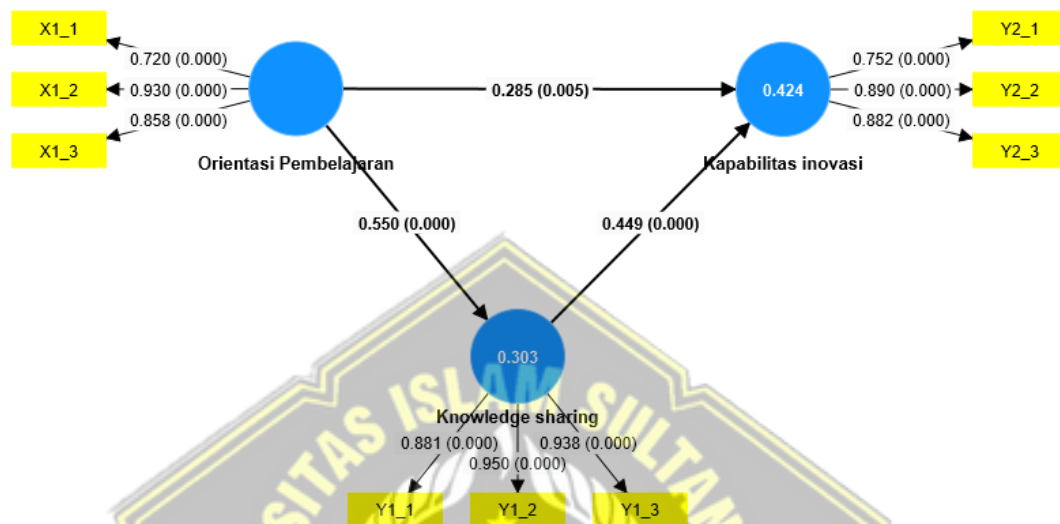 X1_1
0.720 (0.000)
X1_2
0.930 (0.000)
X1_3
0.858 (0.000)
Orientasi Pembelajaran
0.285 (0.005)
0.424
Kapabilitas inovasi
0.752 (0.000)
Y2_1
0.890 (0.000)
Y2_2
0.882 (0.000)
Y2_3
0.550 (0.000)
0.449 (0.000)
0.303
Knowledge sharing
0.881 (0.000)
0.950 (0.000)
0.938 (0.000)
Y1_1
Y1_2
Y1_3
SITAS ISLAM SULTAN